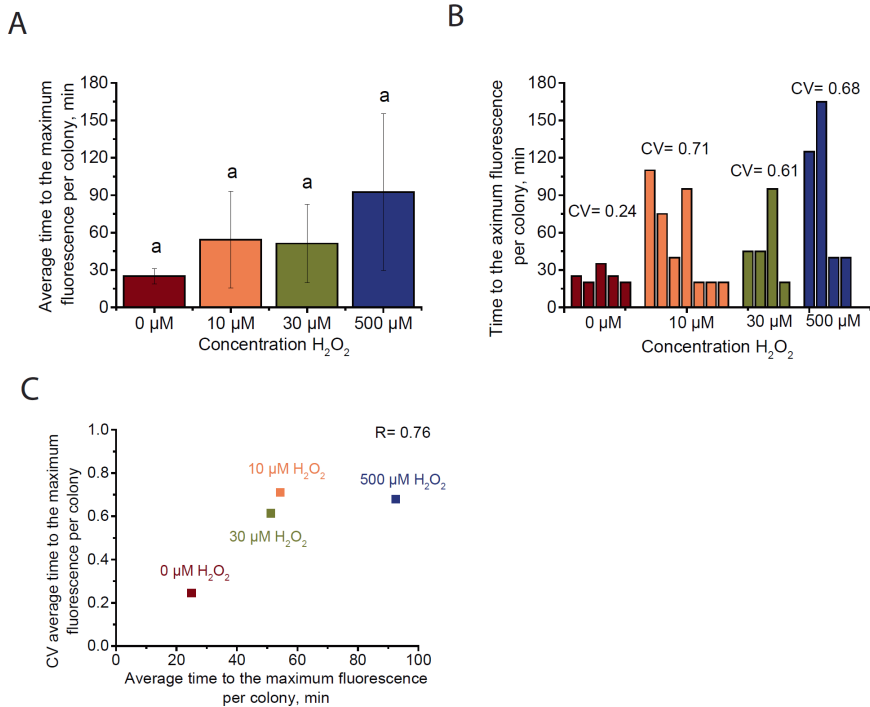 A
Average time to the maximum
fluorescence per colony, min
180
150
120
90
60
30
0
a
a
a
a
0 µM
10 µM
30 µM
500 µM
Concentration H₂O₂
B
Time to the aximum fluorescence
per colony, min
180
150
120
90
60
30
0
CV= 0.24
CV= 0.71
CV= 0.61
CV= 0.68
0 µM
10 µM
30 µM
500 µM
Concentration H₂O₂
C
CV average time to the maximum
fluorescence per colony
1.0
0.8
0.6
0.4
0.2
0.0
R= 0.76
10 µM H₂O₂
500 µM H₂O₂
30 µM H₂O₂
0 µM H₂O₂
0
20
40
60
80
100
Average time to the maximum fluorescence
per colony, min